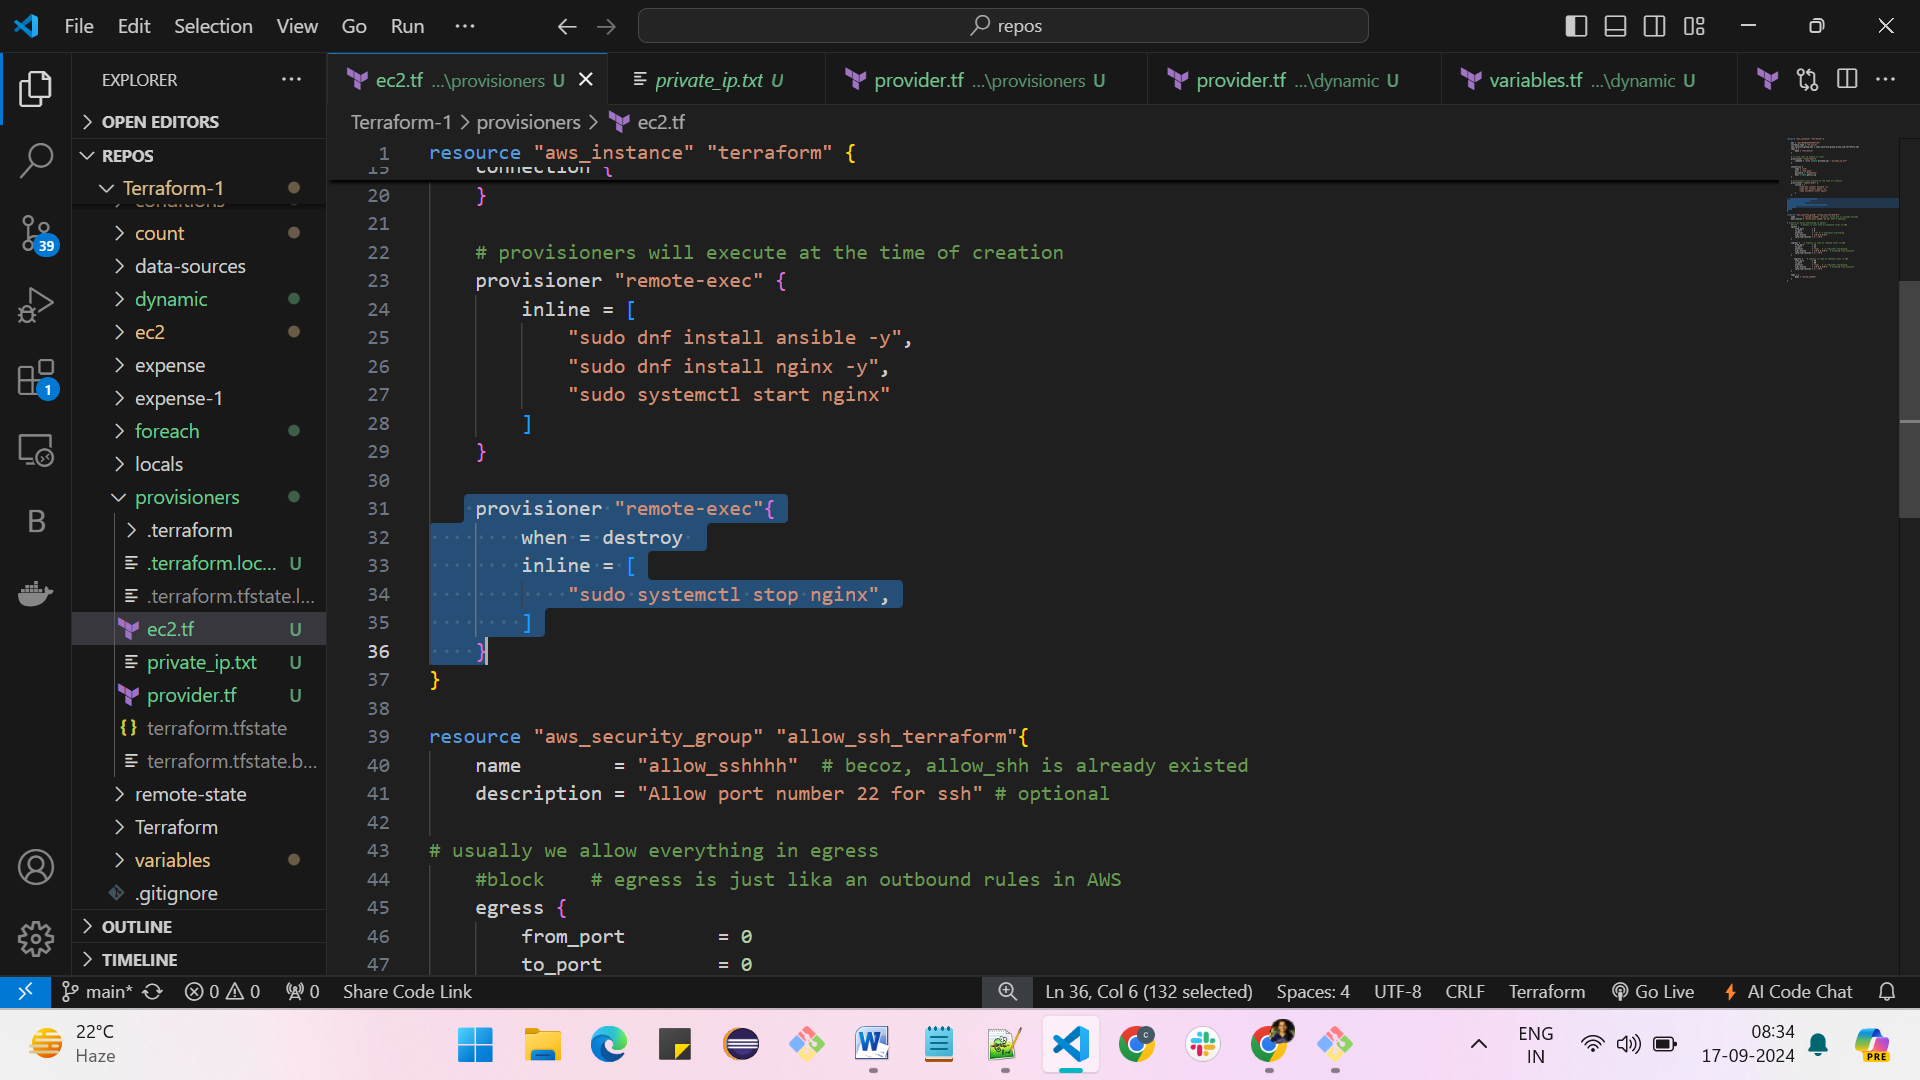 File Edit Selection View Go Run ···
repos
EXPLORER ···
OPEN EDITORS
REPOS
Terraform-1
conditions
count
data-sources
dynamic
ec2
expense
expense-1
foreach
locals
provisioners
.terraform
.terraform.loc... U
.terraform.tfstate.l...
ec2.tf U
private_ip.txt U
provider.tf U
terraform.tfstate
terraform.tfstate.b...
remote-state
Terraform
variables
.gitignore
OUTLINE
TIMELINE
39
1
B
ec2.tf ...\provisioners U
private_ip.txt U
provider.tf ...\provisioners U
provider.tf ...\dynamic U
variables.tf ...\dynamic U
Terraform-1 > provisioners > ec2.tf
1 resource "aws_instance" "terraform" {
19 connection {
20 }
21
22 # provisioners will execute at the time of creation
23 provisioner "remote-exec" {
24 inline = [
25 "sudo dnf install ansible -y",
26 "sudo dnf install nginx -y",
27 "sudo systemctl start nginx"
28 ]
29 }
30
31 provisioner "remote-exec"{
32 when = destroy
33 inline = [
34 "sudo systemctl stop nginx",
35 ]
36 }
37 }
38
39 resource "aws_security_group" "allow_ssh_terraform"{
40 name = "allow_sshhhh" # becoz, allow_shh is already existed
41 description = "Allow port number 22 for ssh" # optional
42
43 # usually we allow everything in egress
44 #block # egress is just lika an outbound rules in AWS
45 egress {
46 from_port = 0
47 to_port = 0
main* 0 0 0 Share Code Link
Ln 36, Col 6 (132 selected) Spaces: 4 UTF-8 CRLF Terraform Go Live AI Code Chat
22°C
Haze
ENG
IN
08:34
17-09-2024
PRE